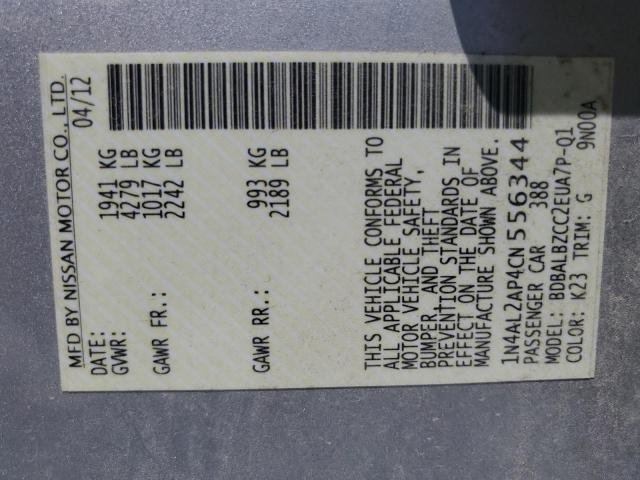 MFD BY NISSAN MOTOR CO., LTD.
DATE: 04/12
GVWR: 1941 KG
4279 LB
GAWR FR.: 1017 KG
2242 LB
GAWR RR.: 993 KG
2189 LB
THIS VEHICLE CONFORMS TO
ALL APPLICABLE FEDERAL
MOTOR VEHICLE SAFETY,
BUMPER, AND THEFT
PREVENTION STANDARDS IN
EFFECT ON THE DATE OF
MANUFACTURE SHOWN ABOVE.
1N4AL2AP4CN556344
PASSENGER CAR 388
MODEL: BDBALBZCC2EUA7P-Q1
COLOR: K23 TRIM: G 9N00A